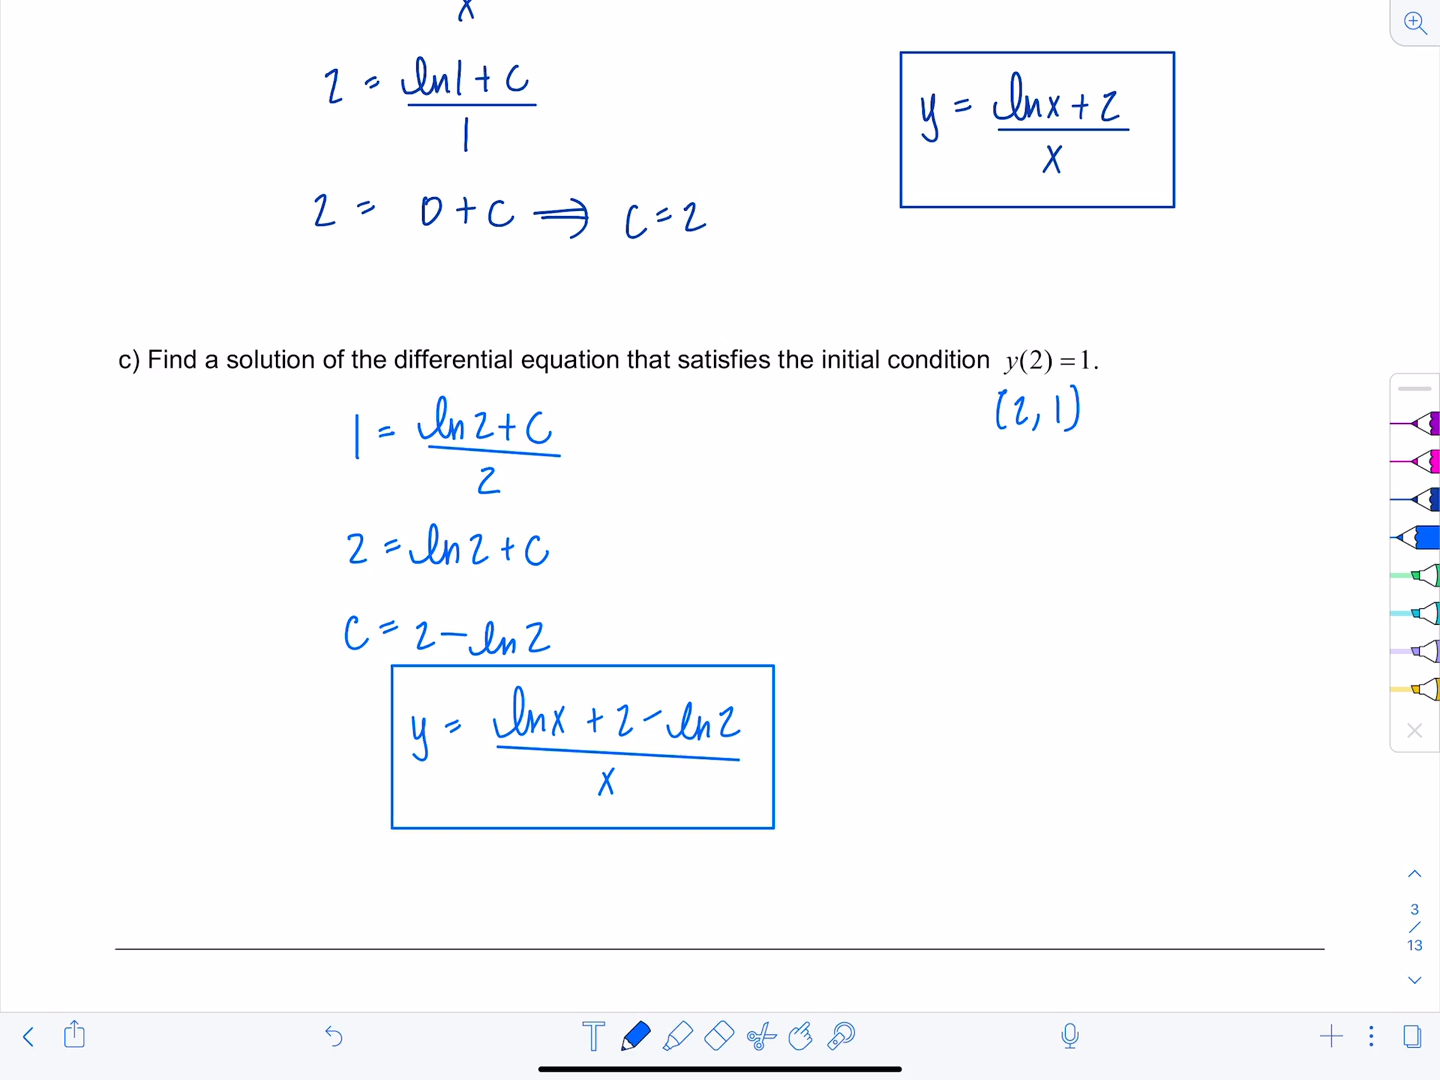 x
2 = ln1 + C
1
2 = 0 + C ⟹ C = 2
y = lnx + 2
x
c) Find a solution of the differential equation that satisfies the initial condition y(2) = 1.
(2, 1)
1 = ln2 + C
2
2 = ln2 + C
C = 2 − ln2
y = lnx + 2 − ln2
x
3
/
13
T